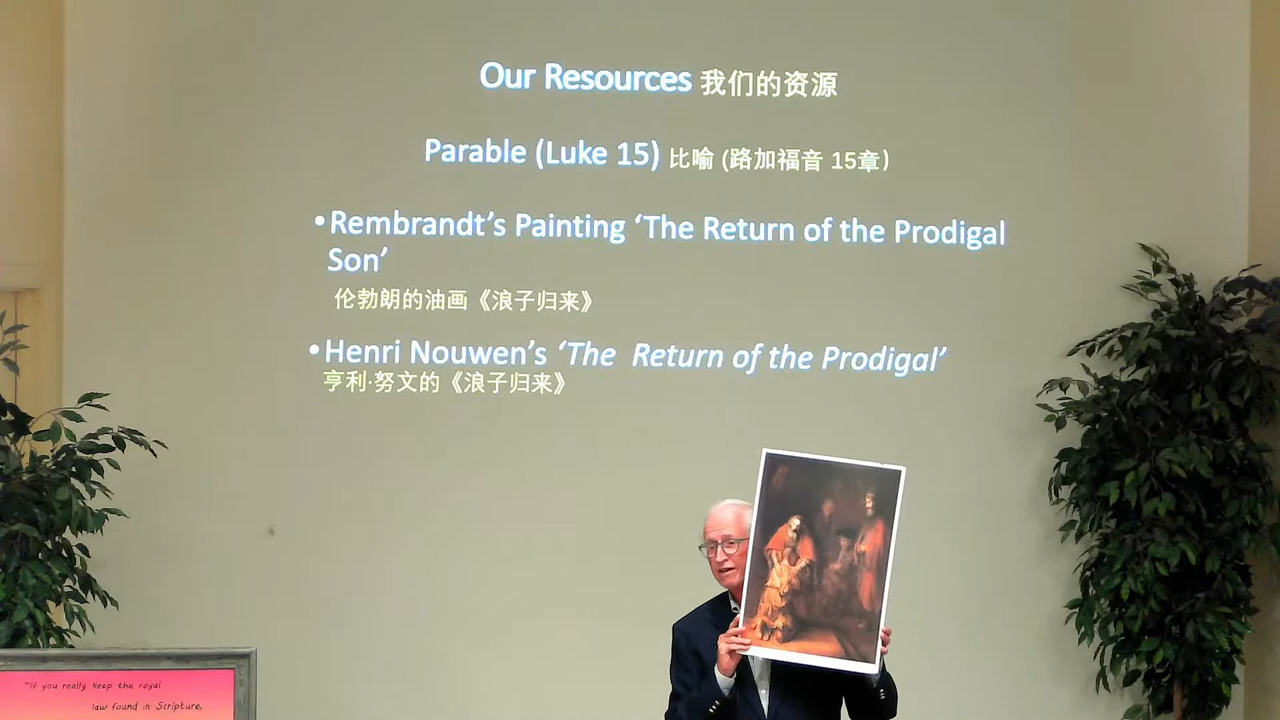 Our Resources 我们的资源
Parable (Luke 15) 比喻 (路加福音 15章)
•Rembrandt's Painting ‘The Return of the Prodigal
Son’
伦勃朗的油画《浪子归来》
•Henri Nouwen's ‘The Return of the Prodigal’
亨利·努文的《浪子归来》
"If you really keep the royal
law found in Scripture,